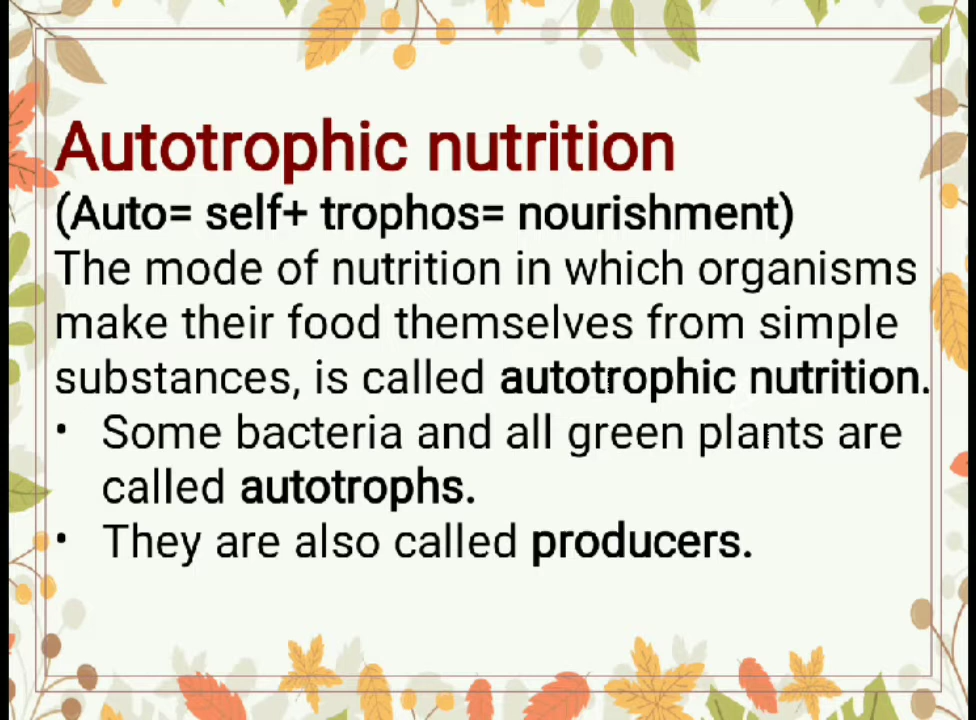 Autotrophic nutrition
(Auto= self+ trophos= nourishment)
The mode of nutrition in which organisms
make their food themselves from simple
substances, is called autotrophic nutrition.
• Some bacteria and all green plants are
called autotrophs.
• They are also called producers.